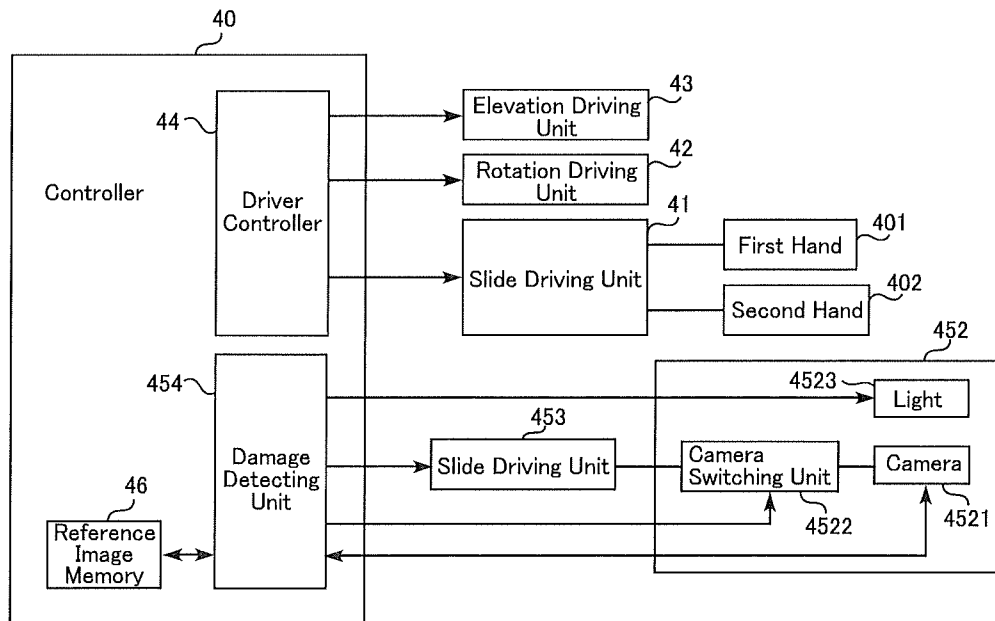 40
44
Controller
Driver
Controller
Elevation Driving
Unit
43
Rotation Driving
Unit
42
41
Slide Driving Unit
First Hand
401
402
Second Hand
452
454
4523
Light
453
Damage
Detecting
Unit
Slide Driving Unit
Camera
Switching Unit
Camera
4522
4521
46
Reference
Image
Memory